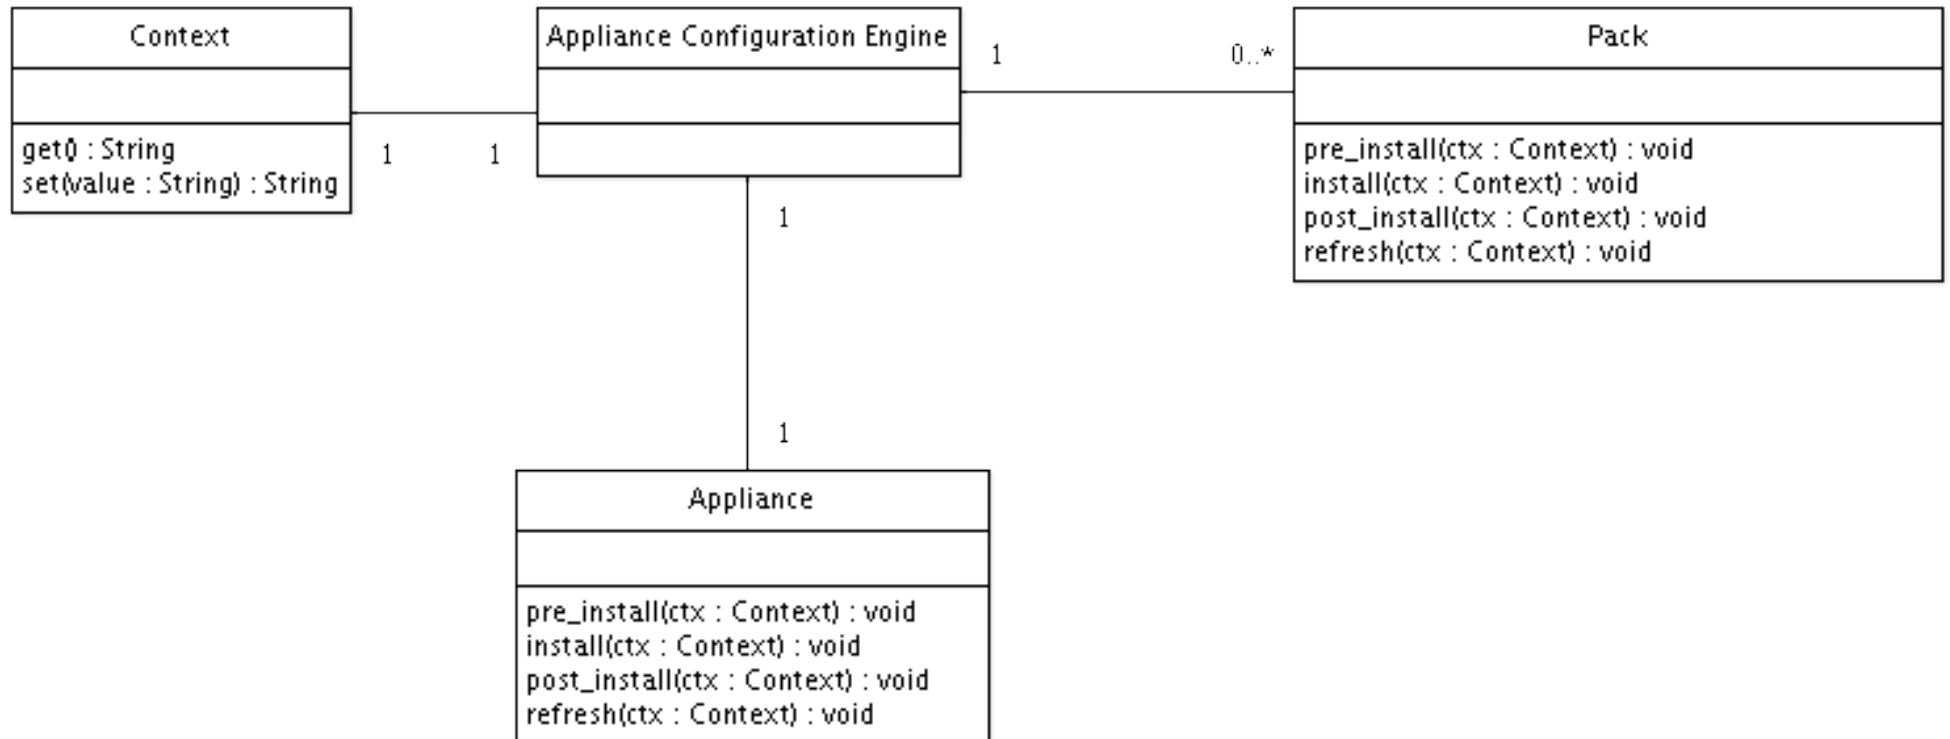 Context
get() : String
set(value : String) : String
1
1
Appliance Configuration Engine
1
0..*
Pack
pre_install(ctx : Context) : void
install(ctx : Context) : void
post_install(ctx : Context) : void
refresh(ctx : Context) : void
1
1
Appliance
pre_install(ctx : Context) : void
install(ctx : Context) : void
post_install(ctx : Context) : void
refresh(ctx : Context) : void